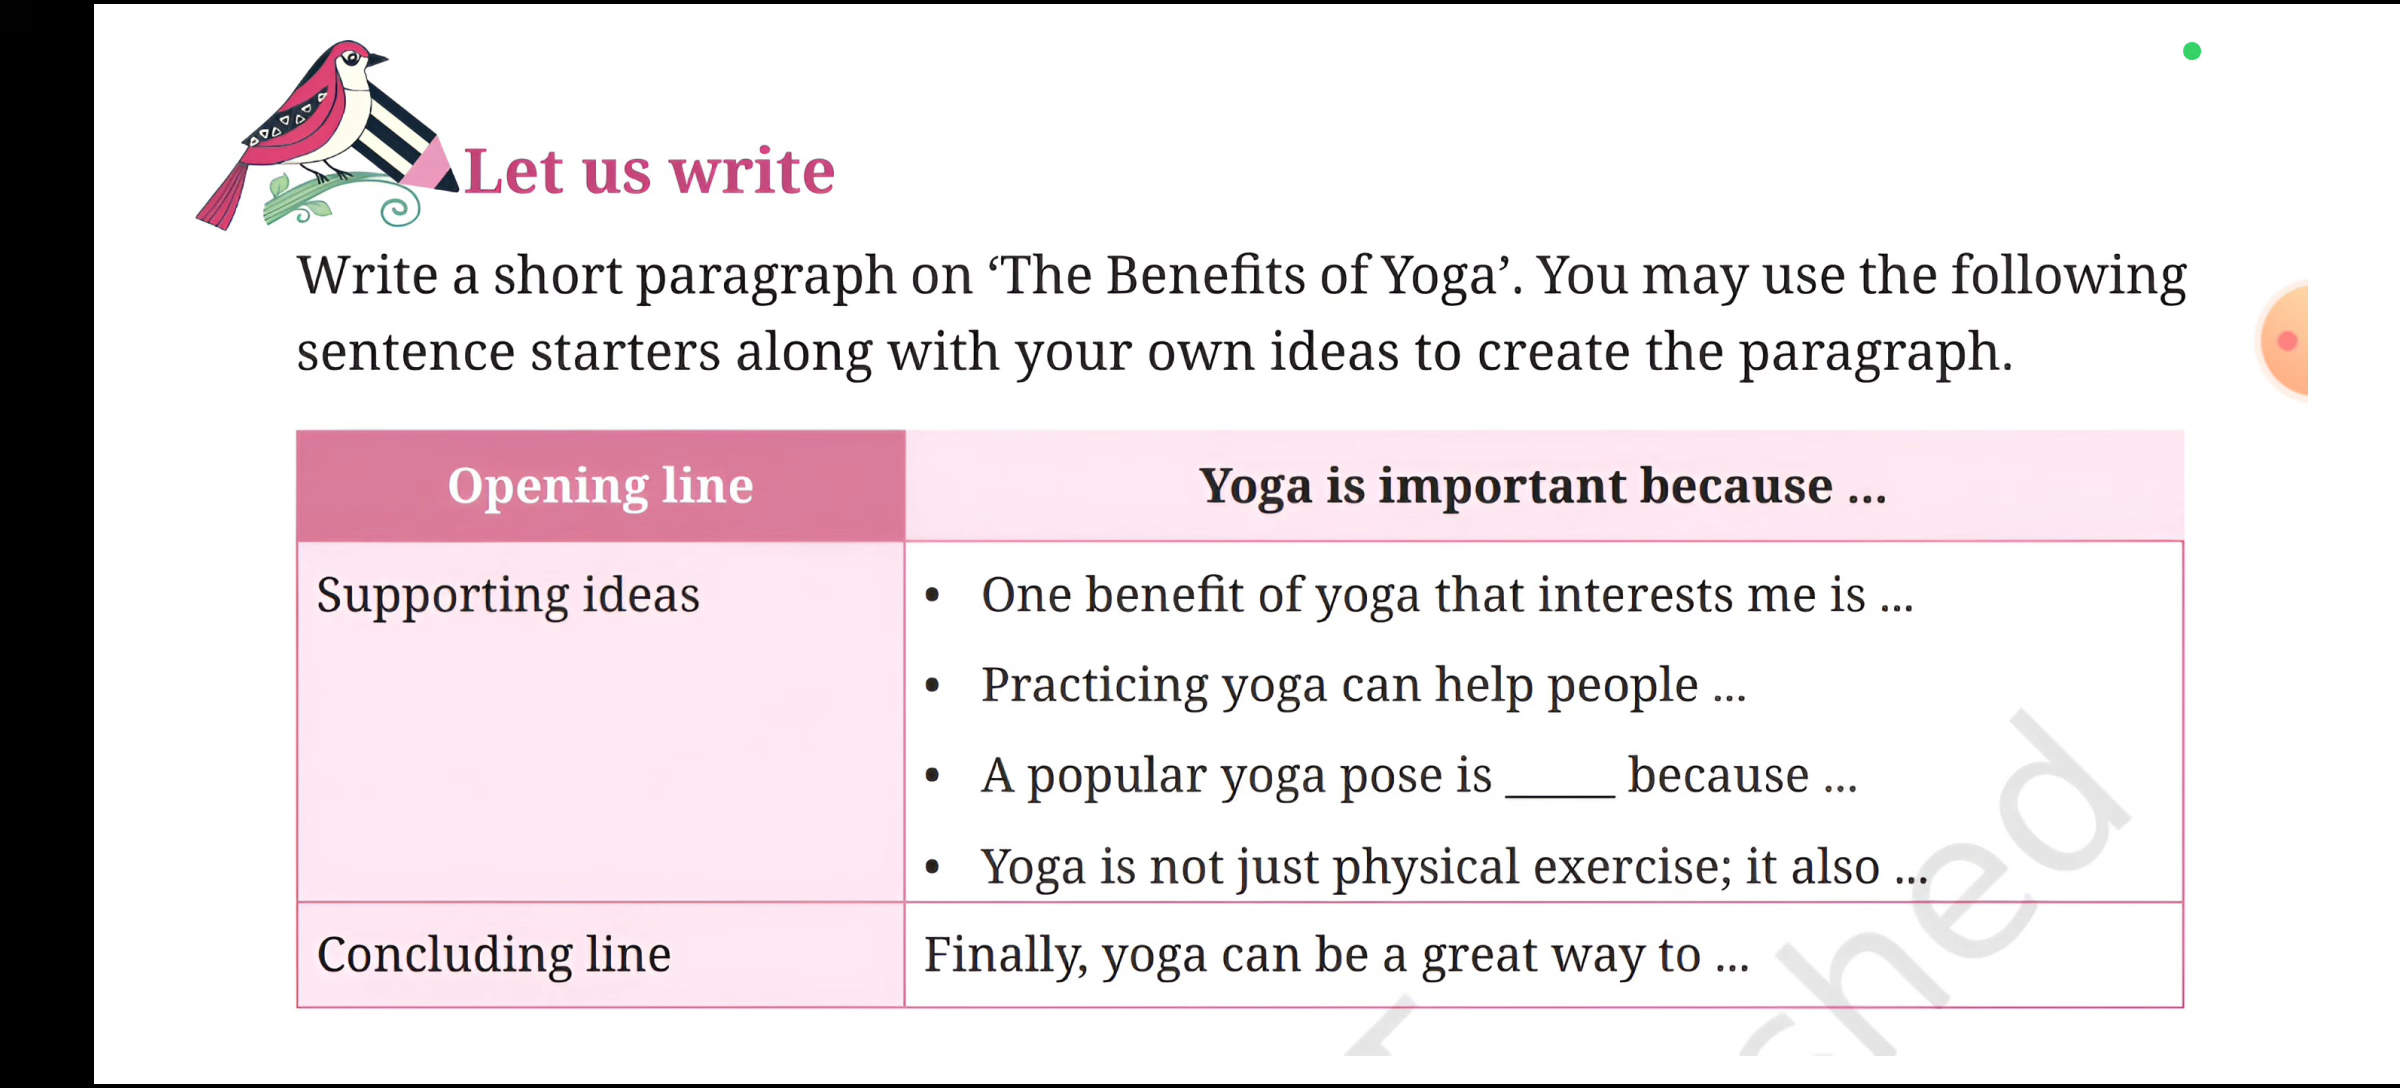 Let us write
Write a short paragraph on ‘The Benefits of Yoga’. You may use the following
sentence starters along with your own ideas to create the paragraph.
Opening line
Yoga is important because ...
Supporting ideas
• One benefit of yoga that interests me is ...
• Practicing yoga can help people ...
• A popular yoga pose is _____ because ...
• Yoga is not just physical exercise; it also ...
Concluding line
Finally, yoga can be a great way to ...